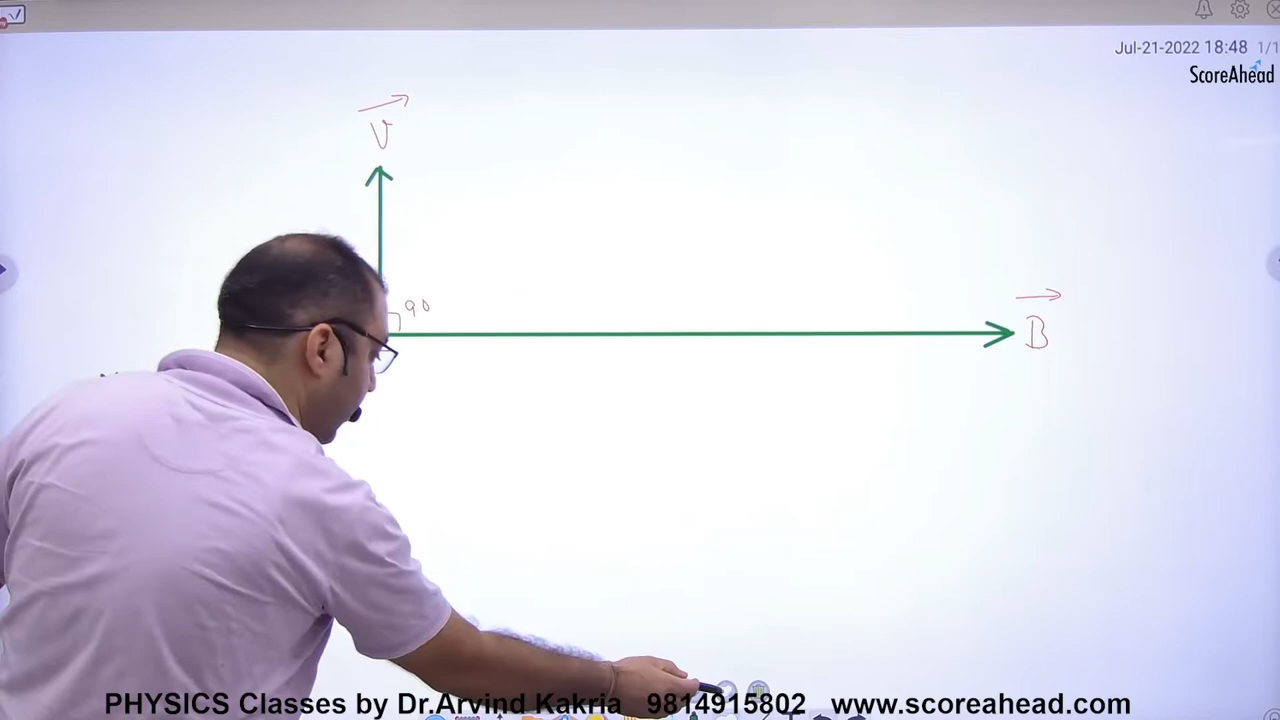 Jul-21-2022 18:48 1/1
ScoreAhead
V
90
B
PHYSICS Classes by Dr.Arvind Kakria 9814915802 www.scoreahead.com